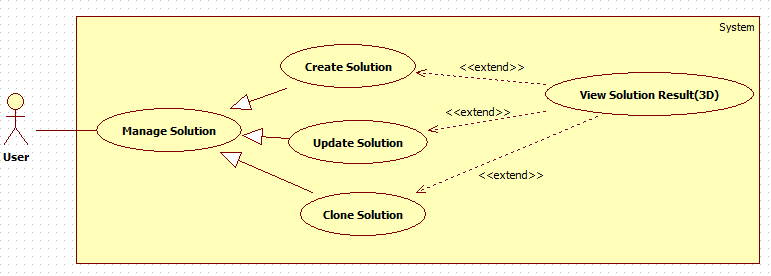 System
Create Solution
<<extend>>
View Solution Result(3D)
<<extend>>
Manage Solution
Update Solution
User
<<extend>>
Clone Solution